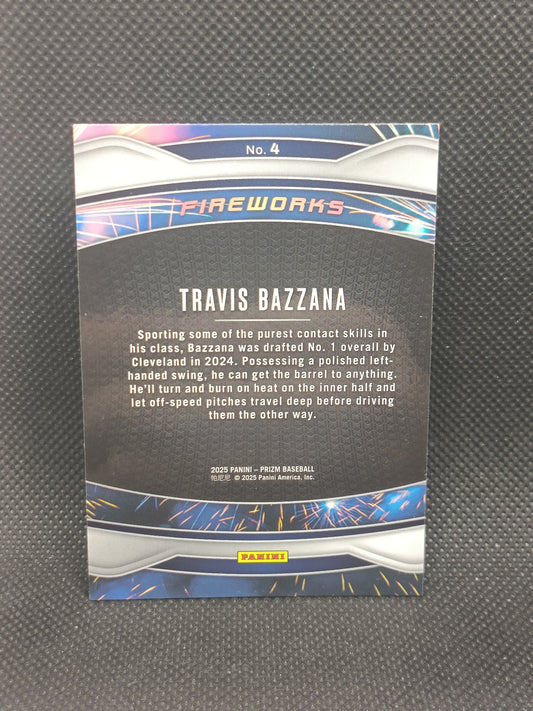 No. 4
FIREWORKS
TRAVIS BAZZANA
Sporting some of the purest contact skills in
his class, Bazzana was drafted No. 1 overall by
Cleveland in 2024. Possessing a polished left-
handed swing, he can get the barrel to anything.
He'll turn and burn on heat on the inner half and
let off-speed pitches travel deep before driving
them the other way.
2025 PANINI – PRIZM BASEBALL
帕尼尼 © 2025 Panini America, Inc.
PANINI